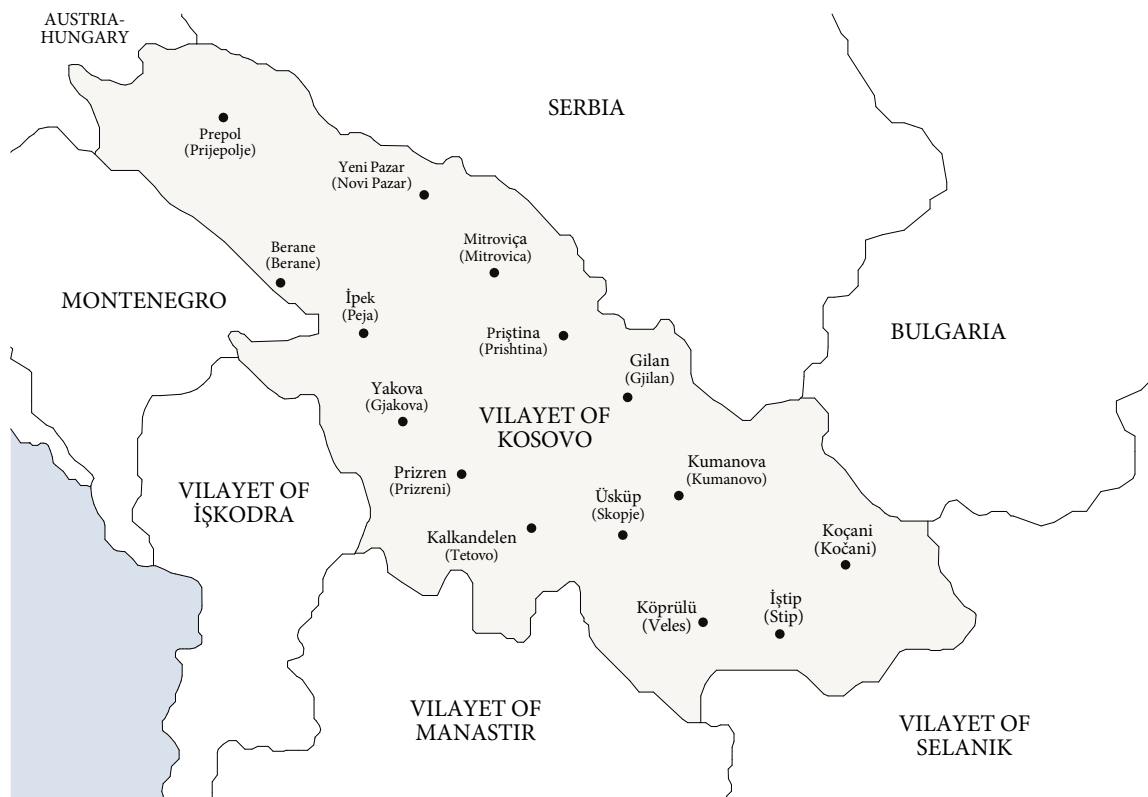 AUSTRIA-
HUNGARY
SERBIA
Prepol
(Prijepolje)
Yeni Pazar
(Novi Pazar)
Mitroviça
(Mitrovica)
Berane
(Berane)
MONTENEGRO
İpek
(Peja)
Priştina
(Prishtina)
BULGARIA
Gilan
(Gjilan)
Yakova
(Gjakova)
VILAYET OF
KOSOVO
Prizren
(Prizreni)
Kumanova
(Kumanovo)
VILAYET OF
İŞKODRA
Üsküp
(Skopje)
Kalkandelen
(Tetovo)
Koçani
(Kočani)
Köprülü
(Veles)
İştip
(Stip)
VILAYET OF
MANASTIR
VILAYET OF
SELANIK